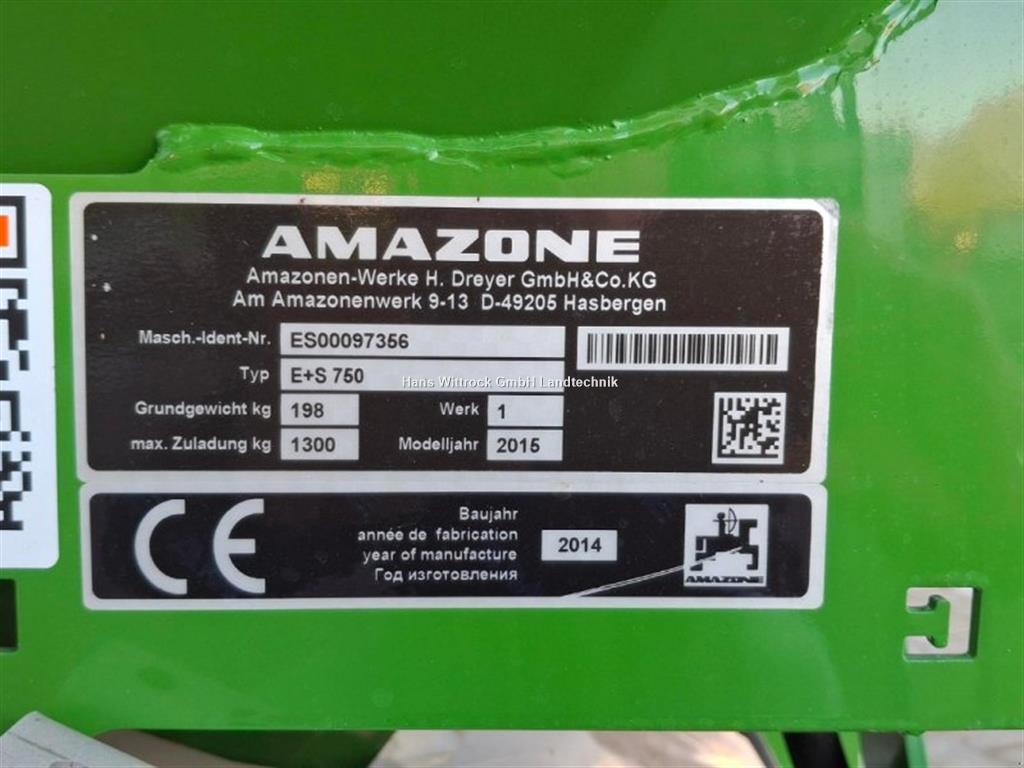 AMAZONE
Amazonen-Werke H. Dreyer GmbH&Co.KG
Am Amazonenwerk 9-13 D-49205 Hasbergen
Masch.-Ident-Nr. ES00097356
Typ E+S 750
Hans Wittrock GmbH Landtechnik
Grundgewicht kg 198 Werk 1
max. Zuladung kg 1300 Modelljahr 2015
CE
Baujahr
année de fabrication
year of manufacture
Год изготовления
2014
AMAZONE